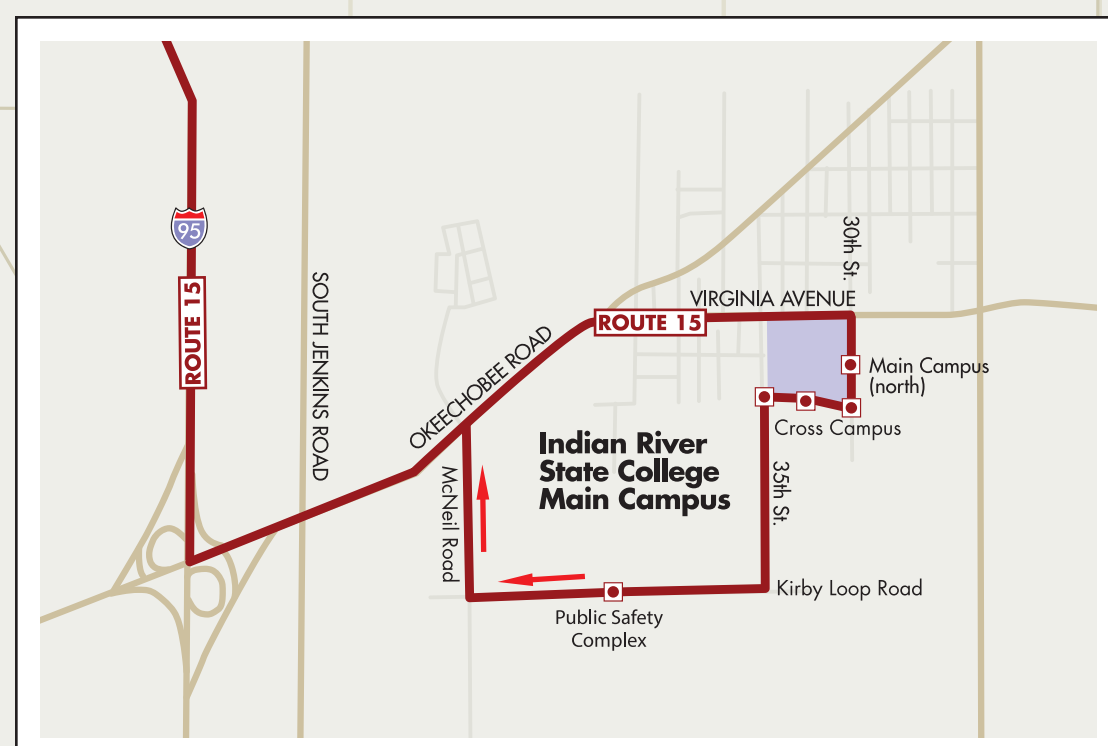 30th St.
95
SOUTH JENKINS ROAD
ROUTE 15
VIRGINIA AVENUE
ROUTE 15
OKEECHOBEE ROAD
Main Campus
(north)
Cross Campus
Indian River
State College
Main Campus
McNeil Road
35th St.
Kirby Loop Road
Public Safety
Complex